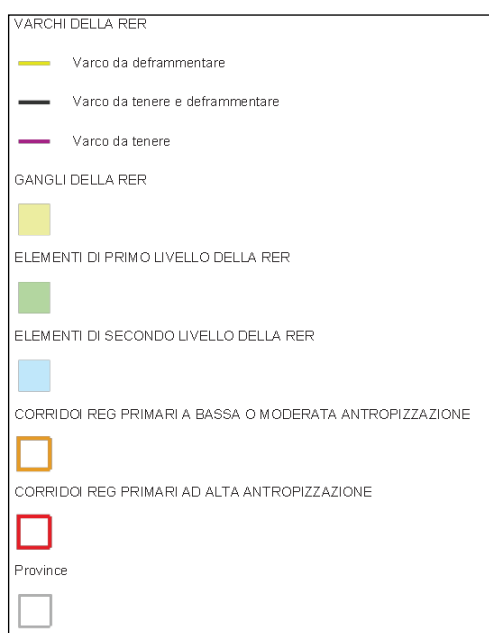 VARCHI DELLA RER
Varco da deframmentare
Varco da tenere e deframmentare
Varco da tenere
GANGLI DELLA RER
ELEMENTI DI PRIMO LIVELLO DELLA RER
ELEMENTI DI SECONDO LIVELLO DELLA RER
CORRIDOI REG PRIMARI A BASSA O MODERATA ANTROPIZZAZIONE
CORRIDOI REG PRIMARI AD ALTA ANTROPIZZAZIONE
Province